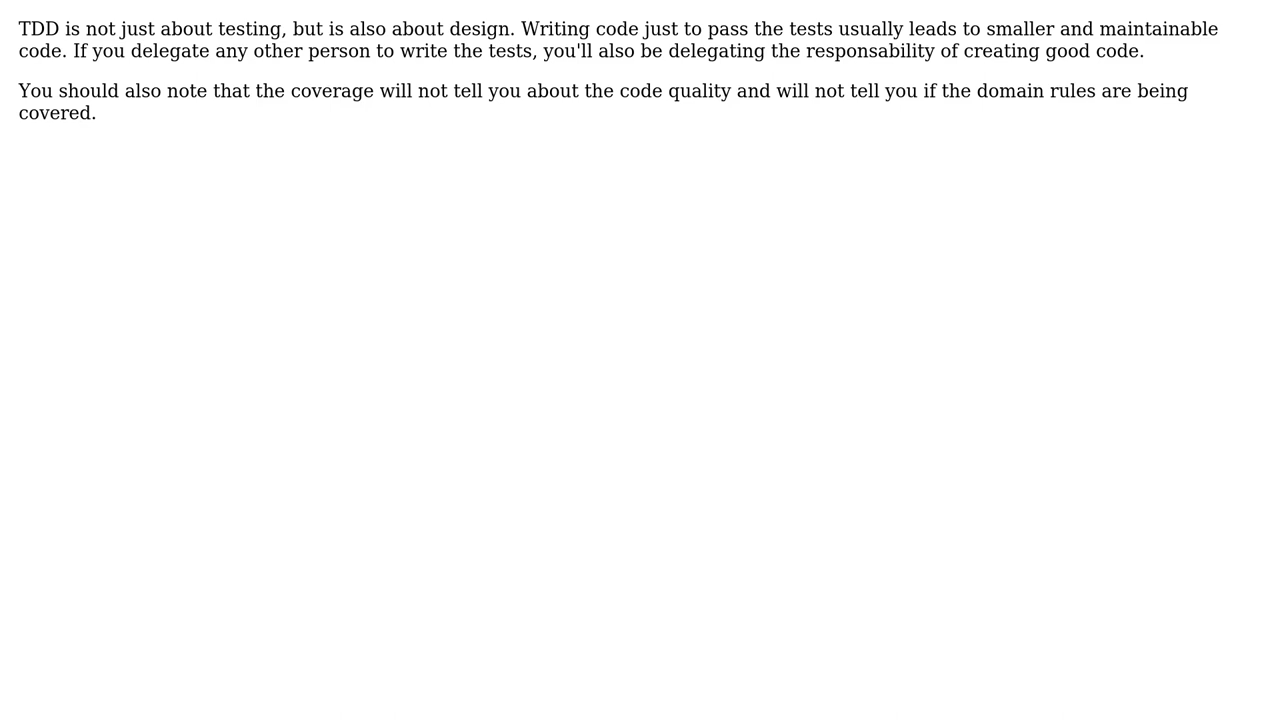 TDD is not just about testing, but is also about design. Writing code just to pass the tests usually leads to smaller and maintainable
code. If you delegate any other person to write the tests, you'll also be delegating the responsability of creating good code.
You should also note that the coverage will not tell you about the code quality and will not tell you if the domain rules are being
covered.